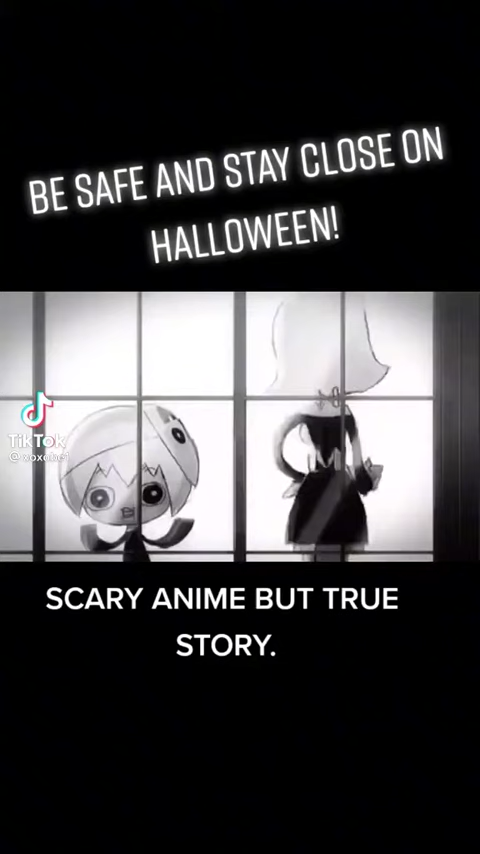 BE SAFE AND STAY CLOSE ON
HALLOWEEN!
TikTok
SCARY ANIME BUT TRUE
STORY.